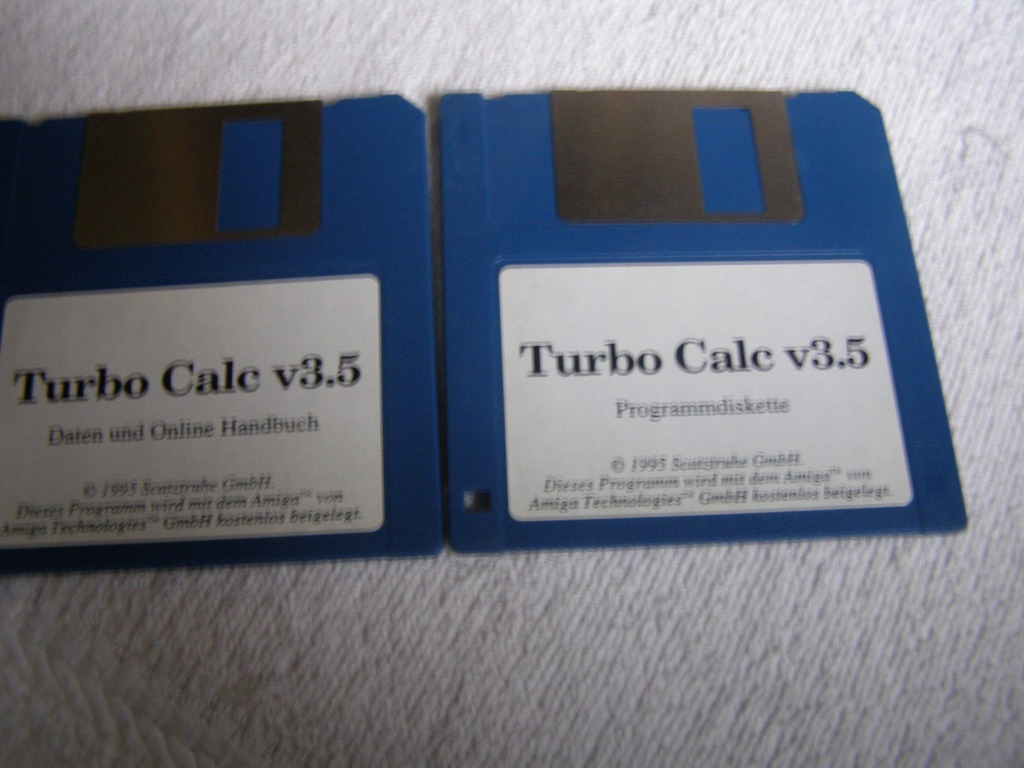 Turbo Calc v3.5
Daten und Online Handbuch
© 1995 Scatztruhe GmbH.
Dieses Programm wird mit dem Amiga™ von
Amiga Technologies™ GmbH kostenlos beigelegt.
Turbo Calc v3.5
Programmdiskette
© 1995 Scatztruhe GmbH.
Dieses Programm wird mit dem Amiga™ von
Amiga Technologies™ GmbH kostenlos beigelegt.